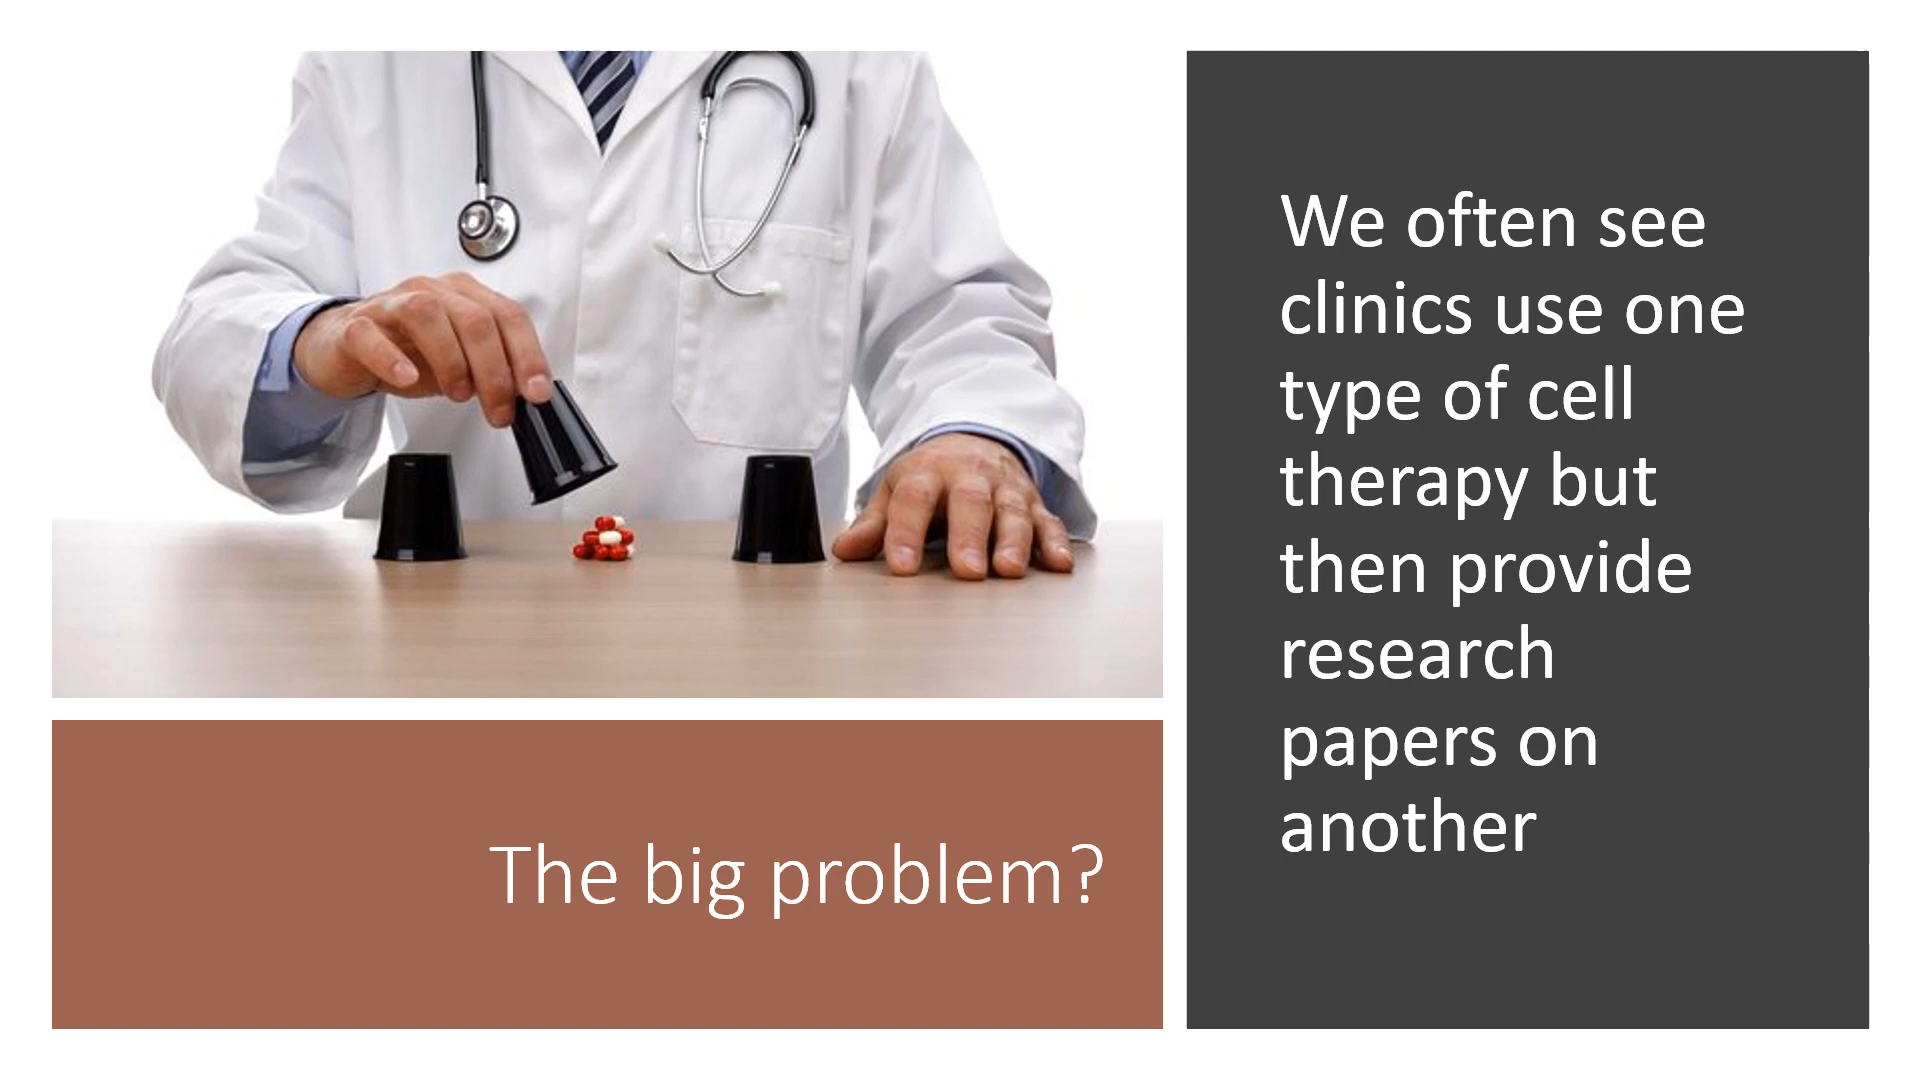 The big problem?
We often see
clinics use one
type of cell
therapy but
then provide
research
papers on
another